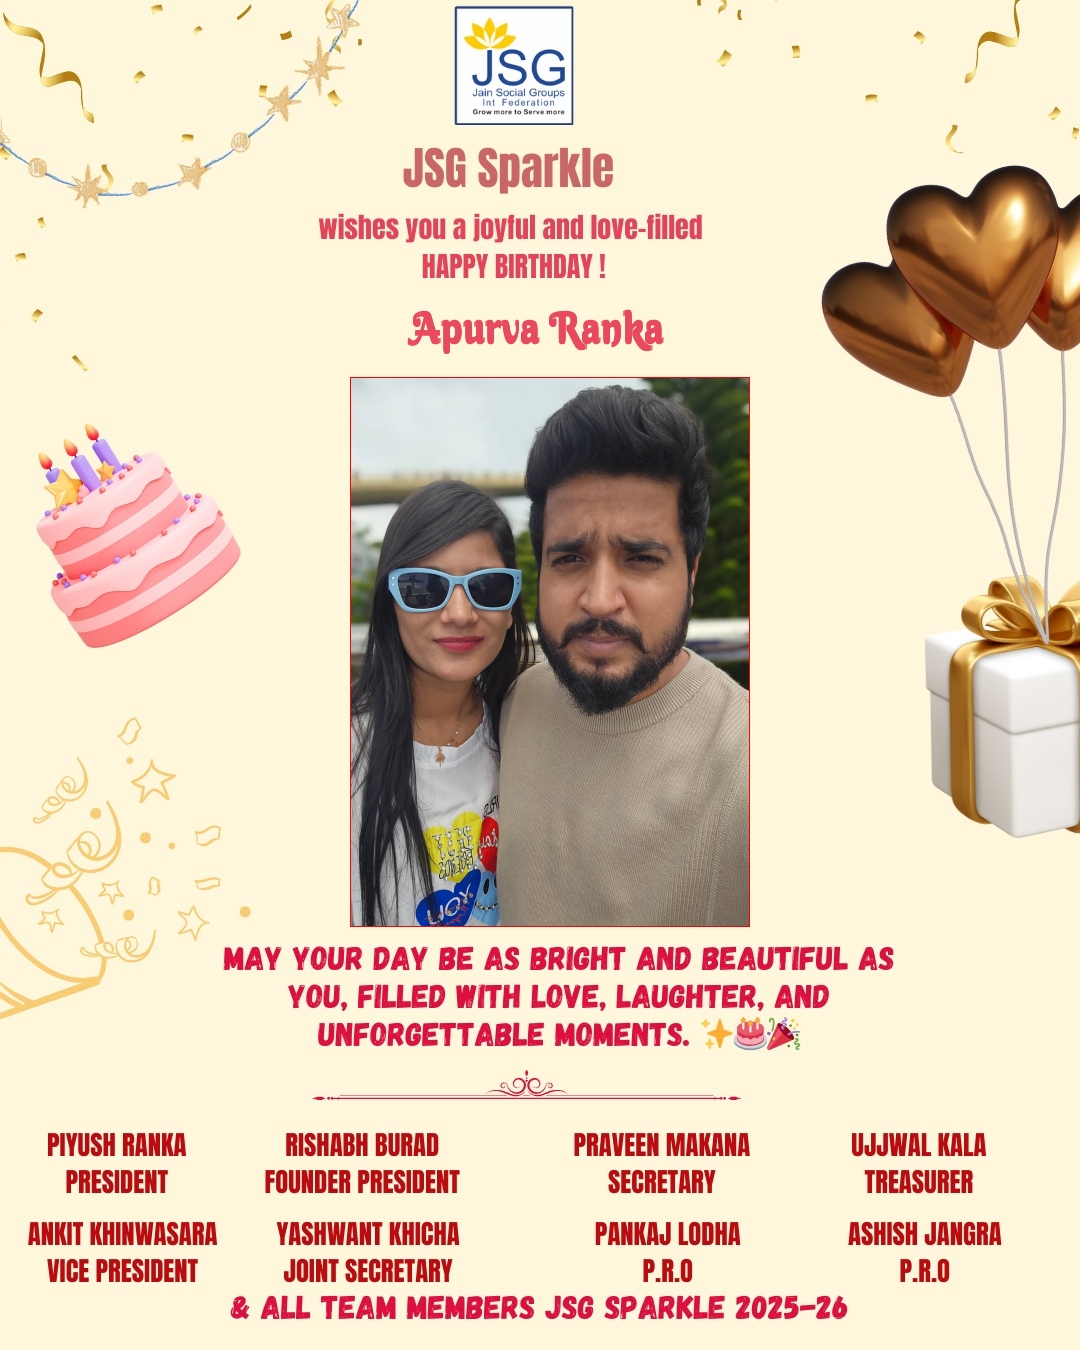 JSG
Jain Social Groups
Int Federation
Grow more to Serve more
JSG Sparkle
wishes you a joyful and love-filled
HAPPY BIRTHDAY !
Apurva Ranka
MAY YOUR DAY BE AS BRIGHT AND BEAUTIFUL AS
YOU, FILLED WITH LOVE, LAUGHTER, AND
UNFORGETTABLE MOMENTS. ✨🎂🎉
PIYUSH RANKA
PRESIDENT
RISHABH BURAD
FOUNDER PRESIDENT
PRAVEEN MAKANA
SECRETARY
UJJWAL KALA
TREASURER
ANKIT KHINWASARA
VICE PRESIDENT
YASHWANT KHICHA
JOINT SECRETARY
PANKAJ LODHA
P.R.O
ASHISH JANGRA
P.R.O
& ALL TEAM MEMBERS JSG SPARKLE 2025-26